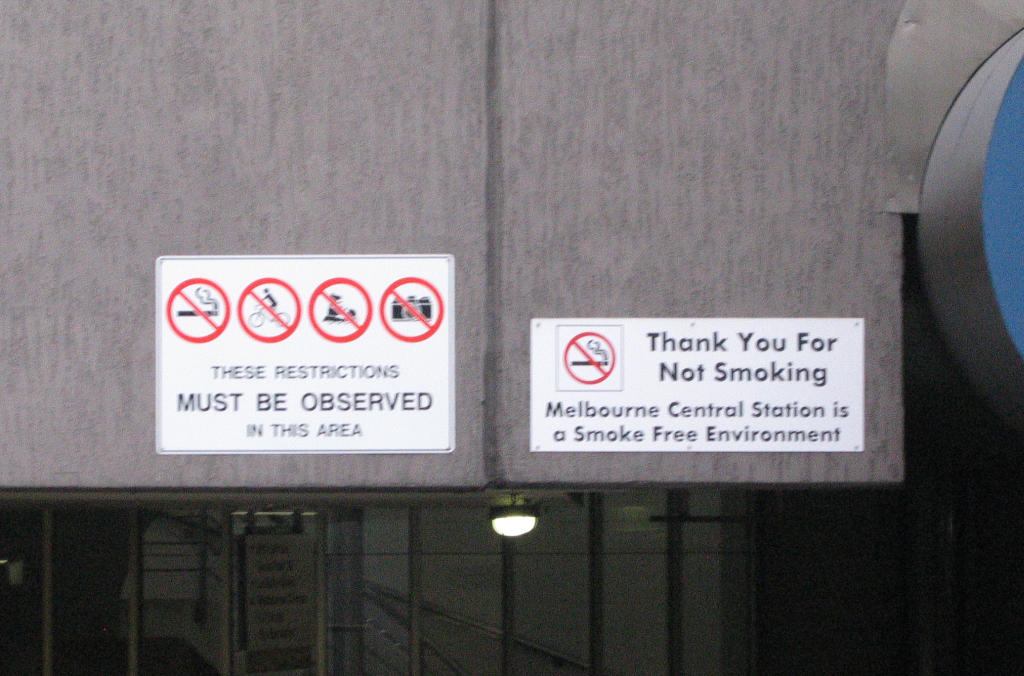 THESE RESTRICTIONS
MUST BE OBSERVED
IN THIS AREA
Thank You For
Not Smoking
Melbourne Central Station is
a Smoke Free Environment